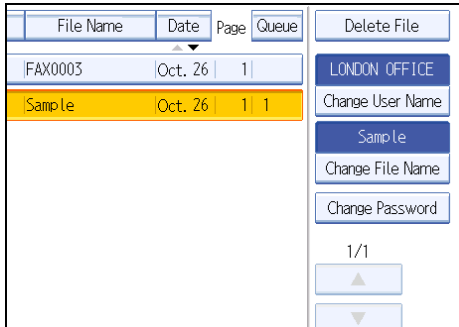 File Name Date Page Queue
FAX0003 Oct. 26 1
Sample Oct. 26 1 1
Delete File
LONDON OFFICE
Change User Name
Sample
Change File Name
Change Password
1/1